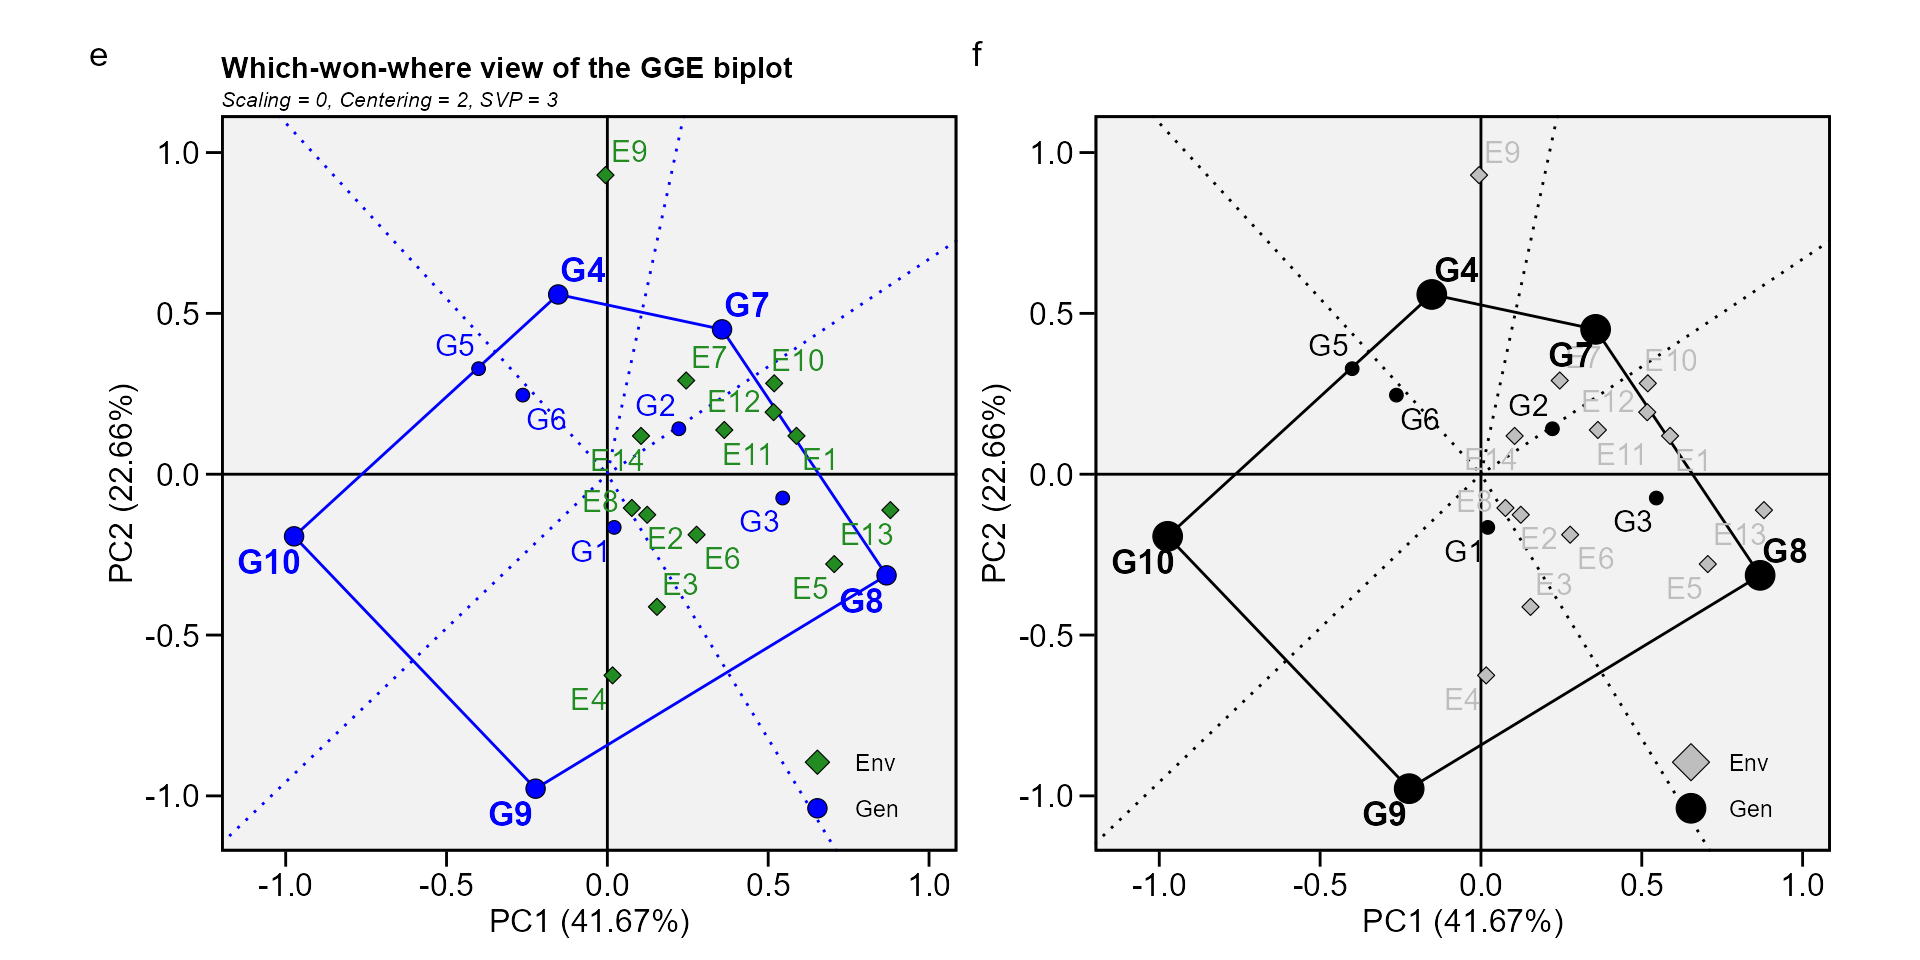 e
Which-won-where view of the GGE biplot
Scaling = 0, Centering = 2, SVP = 3
1.0
0.5
0.0
-0.5
-1.0
PC2 (22.66%)
E9
G4
G7
G5
E7
E10
G6
G2
E12
E14
E11
E1
E8
G1
E2
G3
E13
G10
E6
E3
E5
G8
E4
G9
Env
Gen
-1.0
-0.5
0.0
0.5
1.0
PC1 (41.67%)
f
1.0
0.5
0.0
-0.5
-1.0
PC2 (22.66%)
E9
G4
G5
G7
E7
E10
G6
G2
E12
E14
E11
E1
E8
G1
E2
G3
E13
G10
E6
G8
E3
E5
E4
G9
Env
Gen
-1.0
-0.5
0.0
0.5
1.0
PC1 (41.67%)